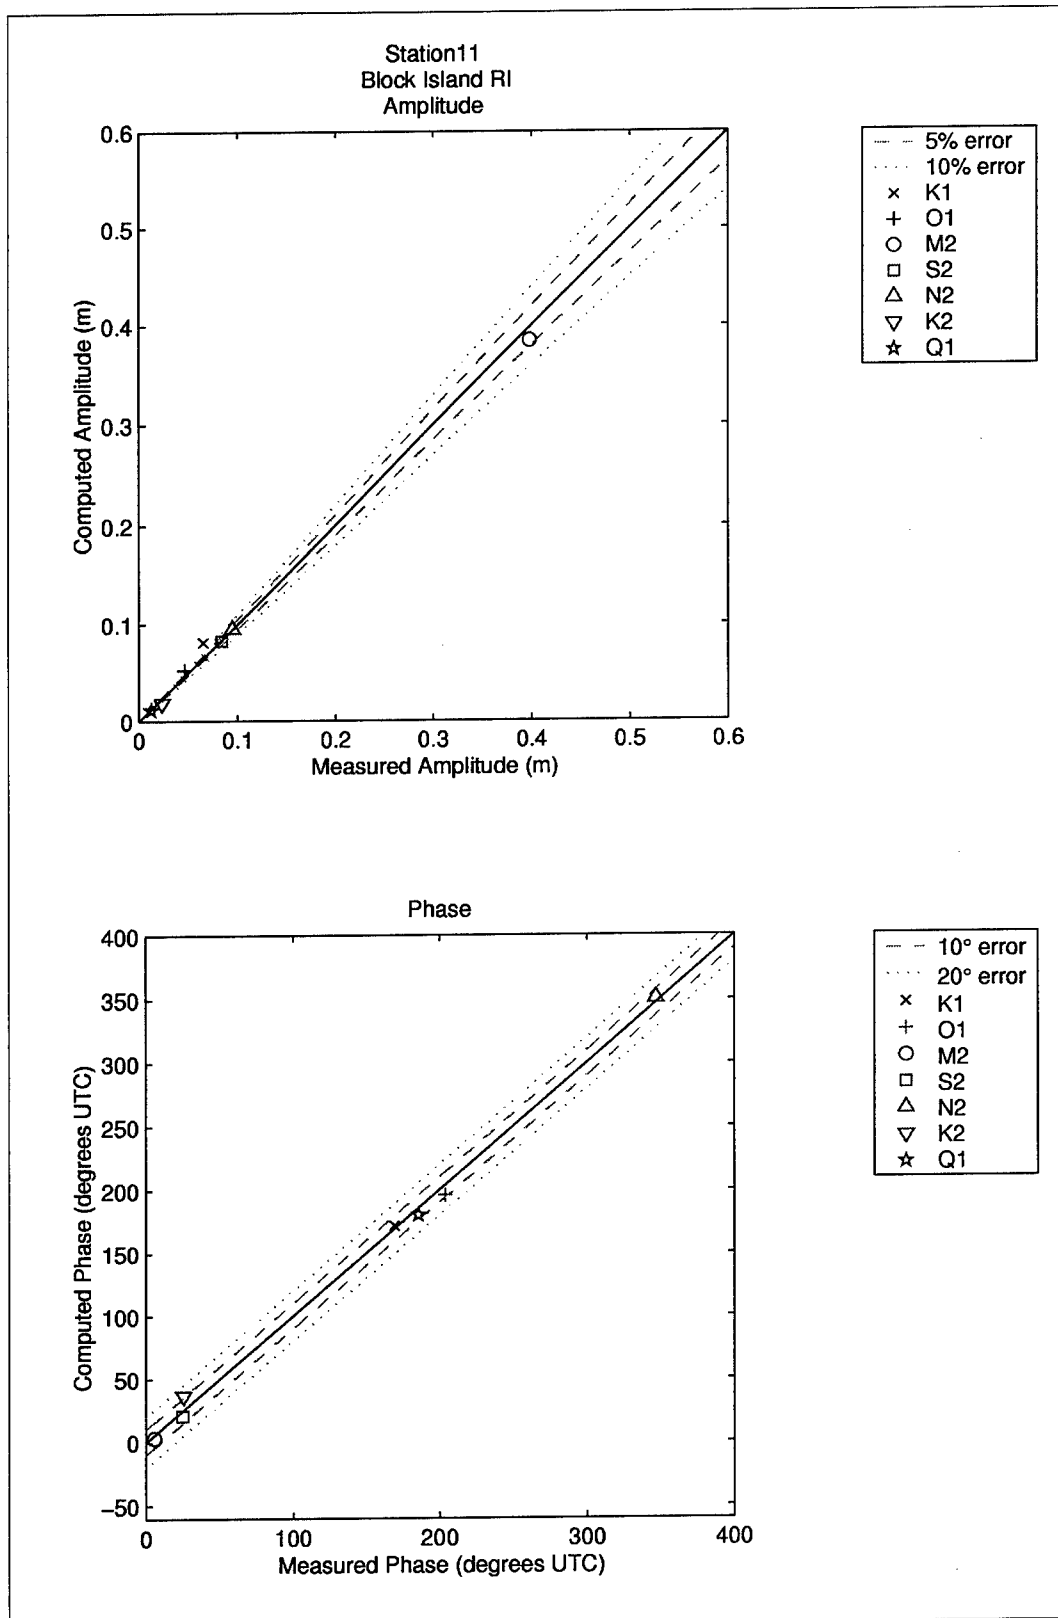 Station11
Block Island RI
Amplitude
0.6
0.5
0.4
0.3
0.2
0.1
0
Computed Amplitude (m)
0 0.1 0.2 0.3 0.4 0.5 0.6
Measured Amplitude (m)
5% error
10% error
K1
O1
M2
S2
N2
K2
Q1
Phase
400
350
300
250
200
150
100
50
0
−50
Computed Phase (degrees UTC)
0 100 200 300 400
Measured Phase (degrees UTC)
10° error
20° error
K1
O1
M2
S2
N2
K2
Q1